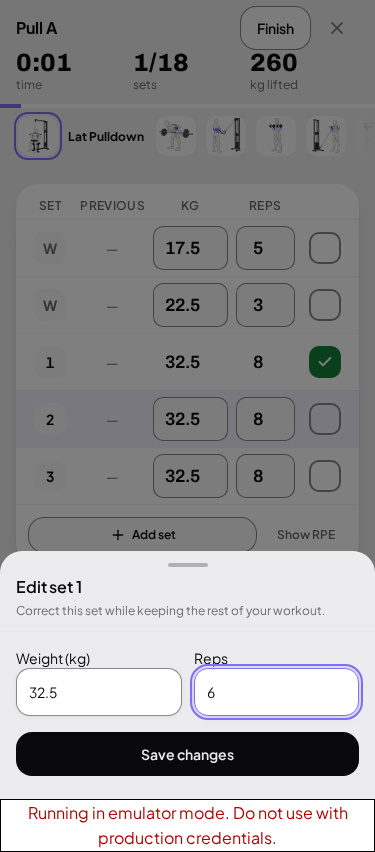 Pull A
Finish
0:01 1/18 260
time sets kg lifted
Lat Pulldown
SET PREVIOUS KG REPS
W — 17.5 5
W — 22.5 3
1 — 32.5 8
2 — 32.5 8
3 — 32.5 8
+ Add set Show RPE
Edit set 1
Correct this set while keeping the rest of your workout.
Weight (kg) Reps
32.5 6
Save changes
Running in emulator mode. Do not use with
production credentials.